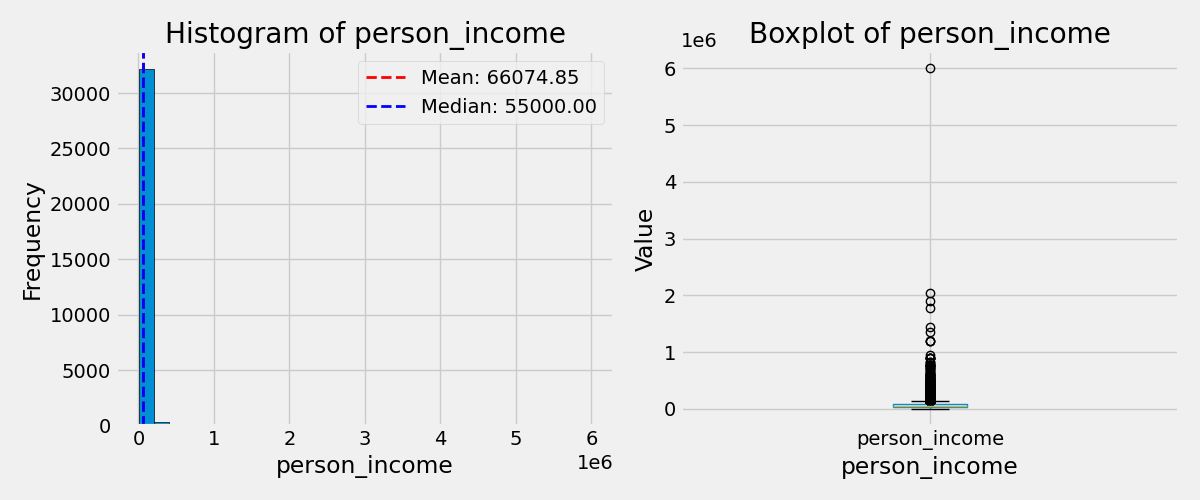 Histogram of person_income
Mean: 66074.85
Median: 55000.00
Frequency
30000
25000
20000
15000
10000
5000
0
0 1 2 3 4 5 6
1e6
person_income
Boxplot of person_income
1e6
Value
6
5
4
3
2
1
0
person_income
person_income